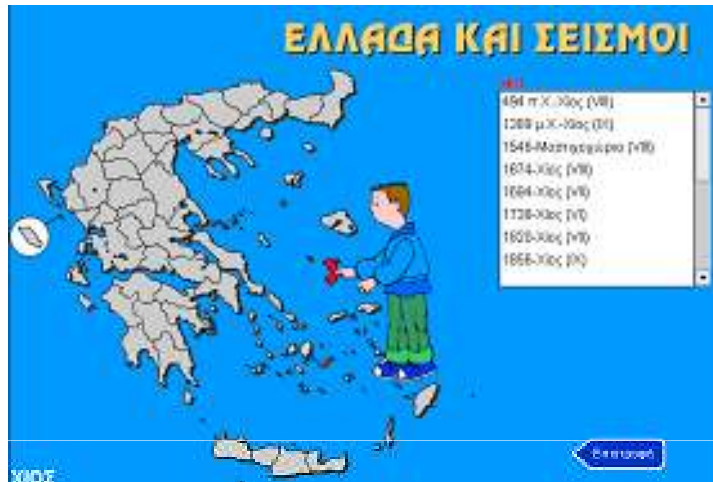 ΕΛΛΑΔΑ ΚΑΙ ΣΕΙΣΜΟΙ
494 π.Χ.-Χίος (VIII)
1389 μ.Χ.-Χίος (IX)
1546-Μαστιχοχώρια (VIII)
1674-Χίος (VIII)
1694-Χίος (VII)
1738-Χίος (VI)
1820-Χίος (VII)
1856-Χίος (IX)
Επιστροφή
ΧΙΟΣ